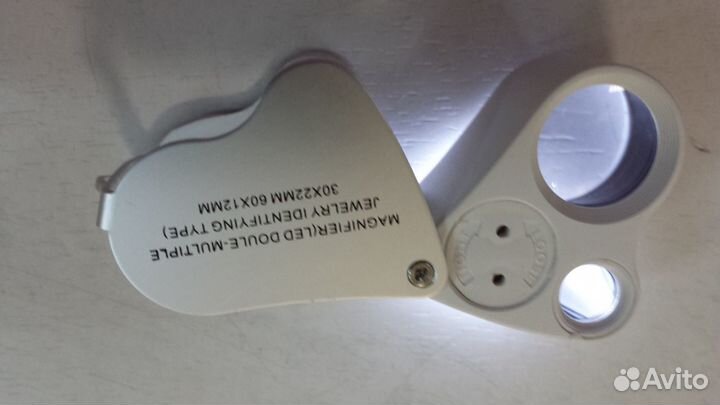 MAGNIFIER(LED DOULE-MULTIPLE
JEWELRY IDENTIFYING TYPE)
30X22MM 60X12MM
Avito